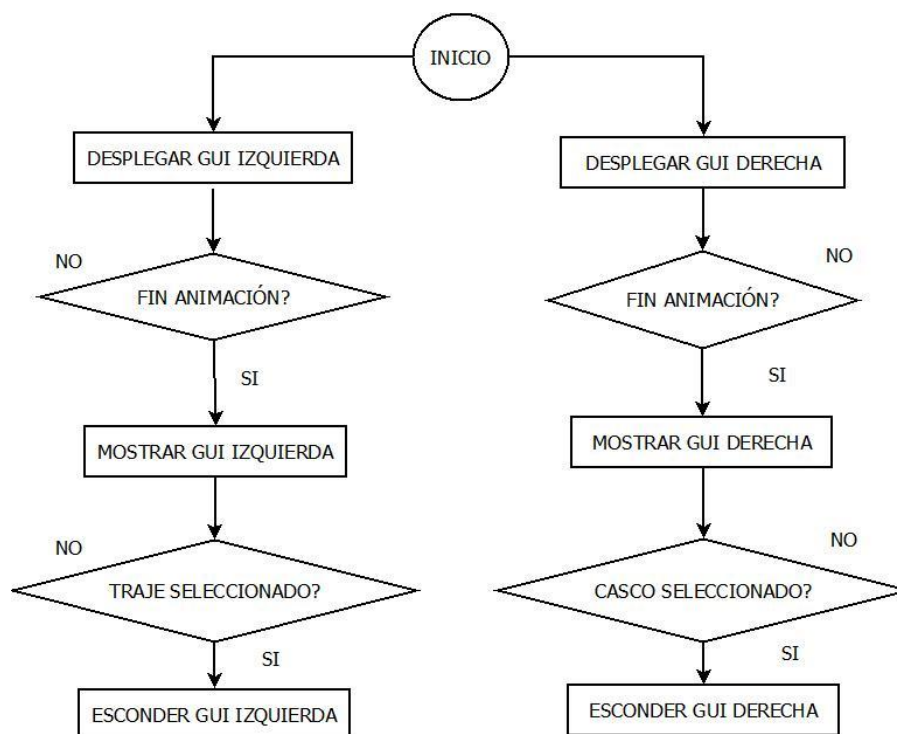 INICIO
DESPLEGAR GUI IZQUIERDA
DESPLEGAR GUI DERECHA
NO
FIN ANIMACIÓN?
NO
FIN ANIMACIÓN?
SI
SI
MOSTRAR GUI IZQUIERDA
MOSTRAR GUI DERECHA
NO
TRAJE SELECCIONADO?
NO
CASCO SELECCIONADO?
SI
SI
ESCONDER GUI IZQUIERDA
ESCONDER GUI DERECHA